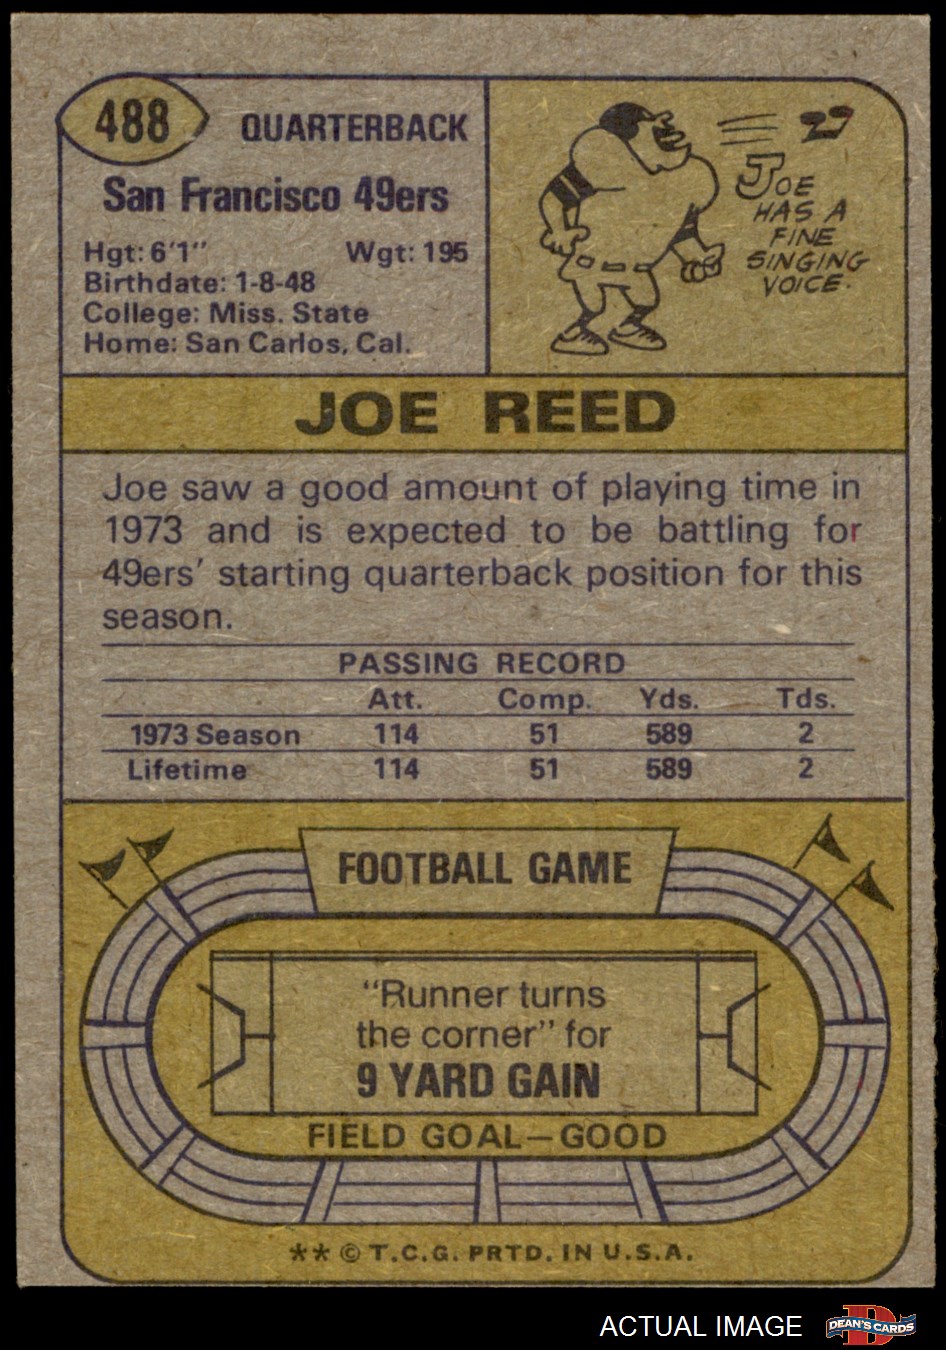 488
QUARTERBACK
San Francisco 49ers
Hgt: 6'1" Wgt: 195
Birthdate: 1-8-48
College: Miss. State
Home: San Carlos, Cal.
JOE
HAS A
FINE
SINGING
VOICE.
JOE REED
Joe saw a good amount of playing time in
1973 and is expected to be battling for
49ers' starting quarterback position for this
season.
PASSING RECORD
Att. Comp. Yds. Tds.
1973 Season 114 51 589 2
Lifetime 114 51 589 2
FOOTBALL GAME
"Runner turns
the corner" for
9 YARD GAIN
FIELD GOAL—GOOD
** © T.C.G. PRTD. IN U.S.A.
ACTUAL IMAGE
DEAN'S CARDS